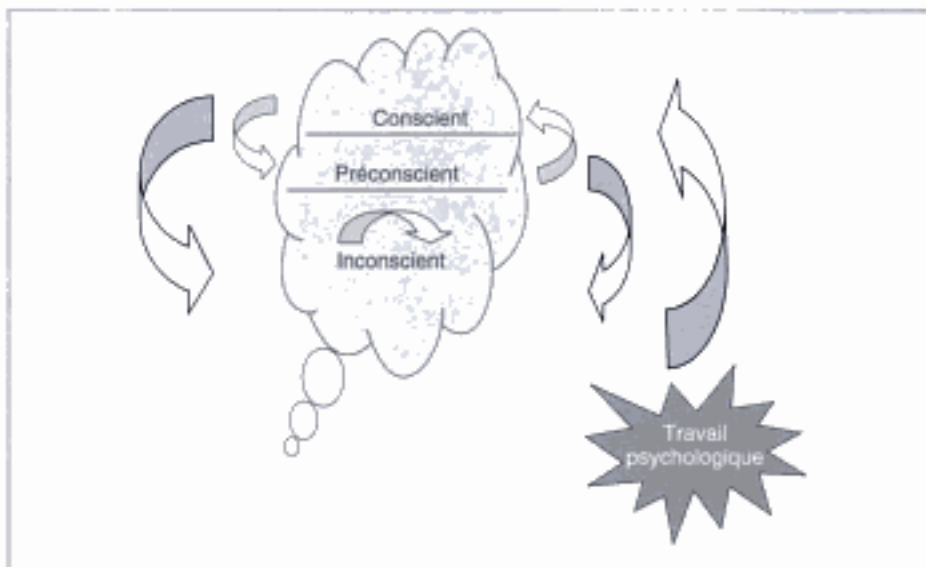 Conscient
Préconscient
Inconscient
Travail
psychologique